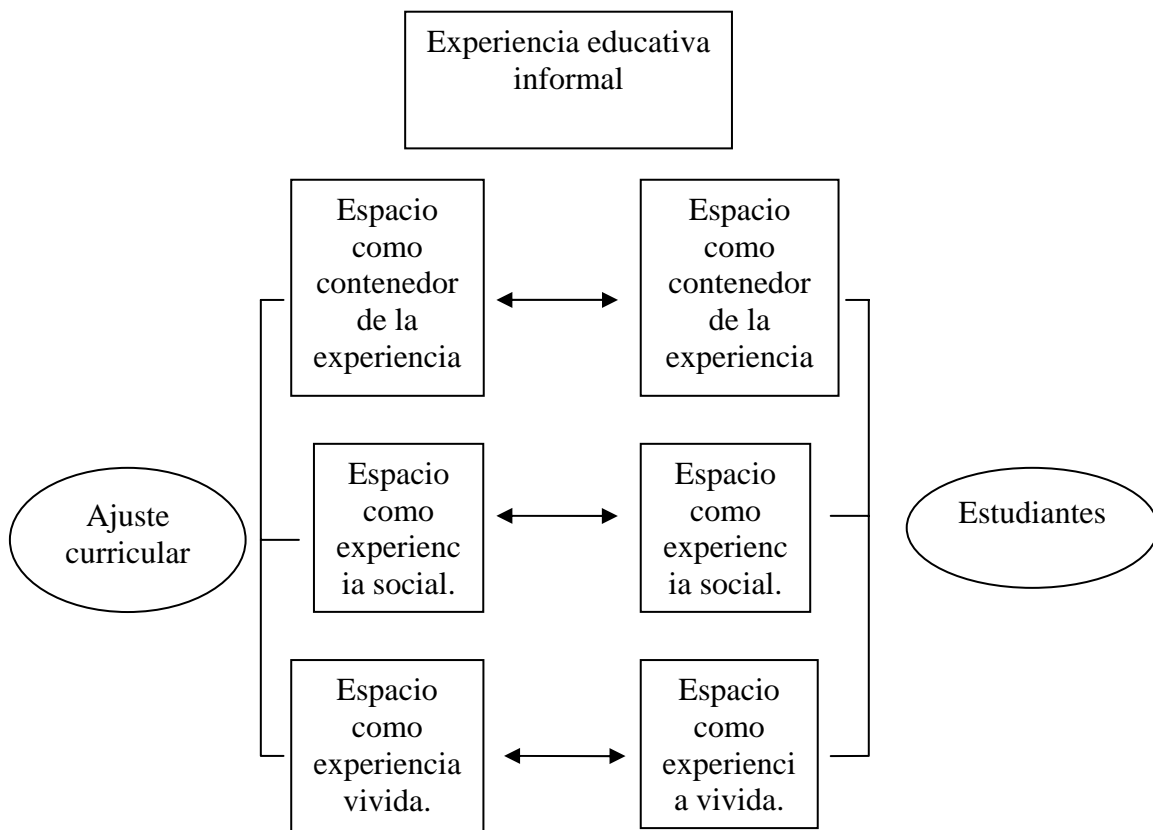 Experiencia educativa
informal
Espacio
como
contenedor
de la
experiencia
Espacio
como
contenedor
de la
experiencia
Ajuste
curricular
Espacio
como
experienc
ia social.
Espacio
como
experienc
ia social.
Estudiantes
Espacio
como
experiencia
vivida.
Espacio
como
experienci
a vivida.